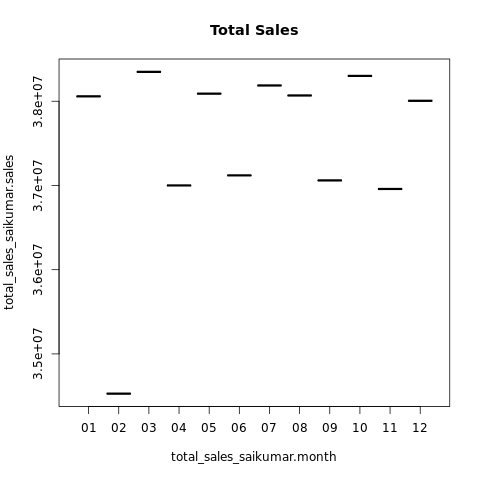 Total Sales
total_sales_saikumar.sales
3.8e+07
3.7e+07
3.6e+07
3.5e+07
01 02 03 04 05 06 07 08 09 10 11 12
total_sales_saikumar.month